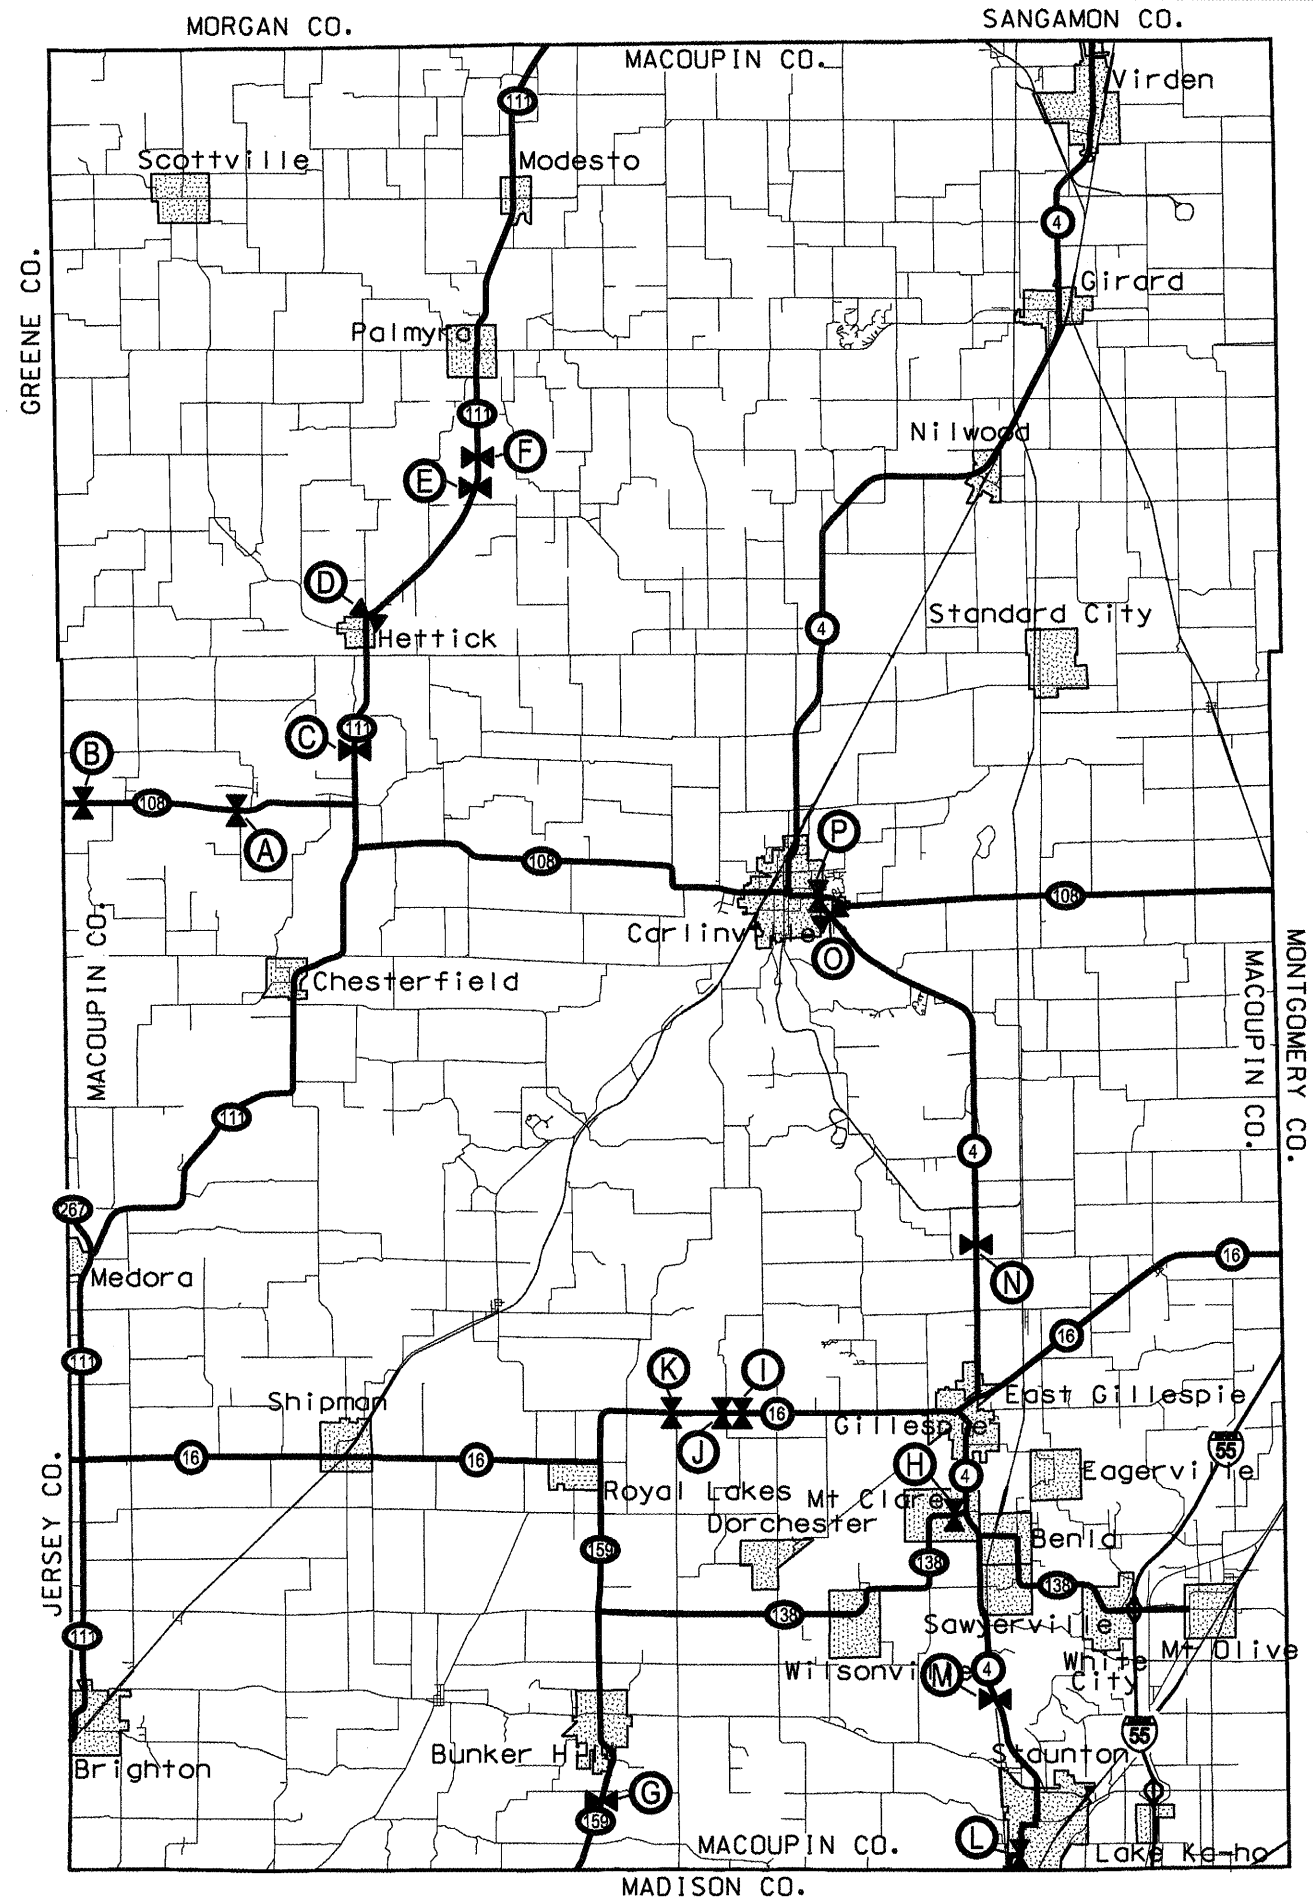 MORGAN CO.
SANGAMON CO.
MACOUPIN CO.
Virden
111
Scottville
Modesto
4
GREENE CO.
Girard
Palmyra
111
Nilwood
F
E
D
Standard City
4
Hettick
111
C
B
108
A
P
108
108
Carlinville
O
MACOUPIN CO.
MONTGOMERY CO.
MACOUPIN CO.
Chesterfield
111
4
267
N
16
Medora
16
111
K
I
Shipman
East Gillespie
16
Gillespie
J
55
16
16
H
4
Eagerville
JERSEY CO.
Royal Lakes
Mt Clare
Dorchester
Benld
159
138
138
138
111
Sawyerville
Mt Olive
White
City
Wilsonville
M
4
55
Bunker Hill
Staunton
Brighton
G
159
L
MACOUPIN CO.
Lake Ka-ho
MADISON CO.